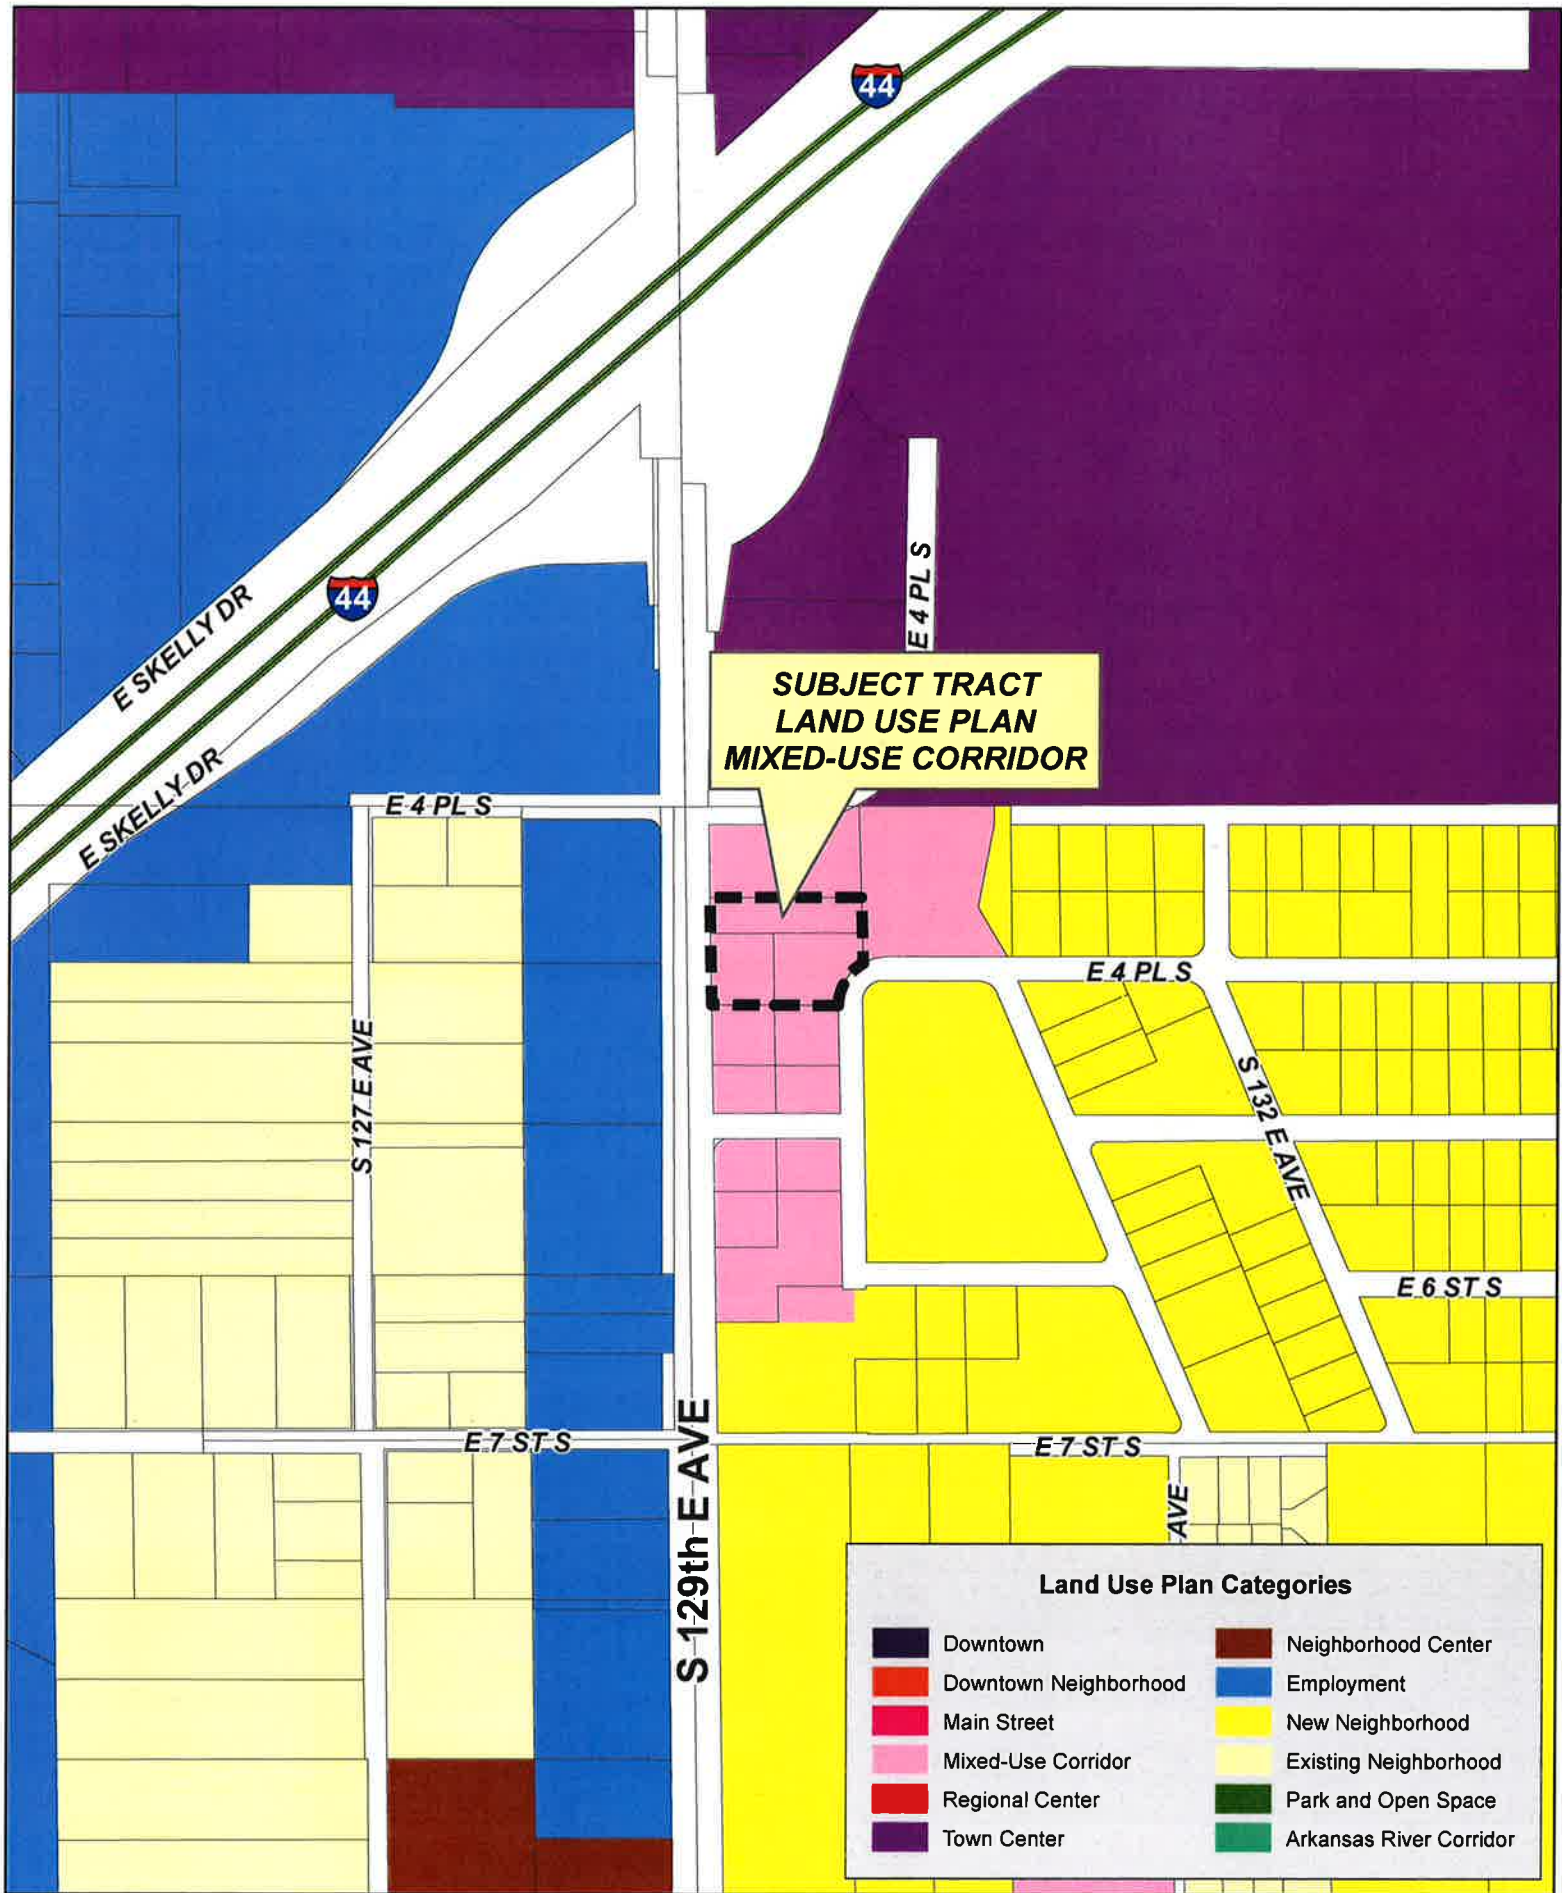 44
44
E 4 PL S
E SKELLY DR
SUBJECT TRACT
LAND USE PLAN
MIXED-USE CORRIDOR
E SKELLY DR
E 4 PL S
E 4 PL S
S 127 E AVE
S 132 E AVE
E 6 ST S
E 7 ST S
E 7 ST S
S 129th E AVE
AVE
Land Use Plan Categories
Downtown
Downtown Neighborhood
Main Street
Mixed-Use Corridor
Regional Center
Town Center
Neighborhood Center
Employment
New Neighborhood
Existing Neighborhood
Park and Open Space
Arkansas River Corridor